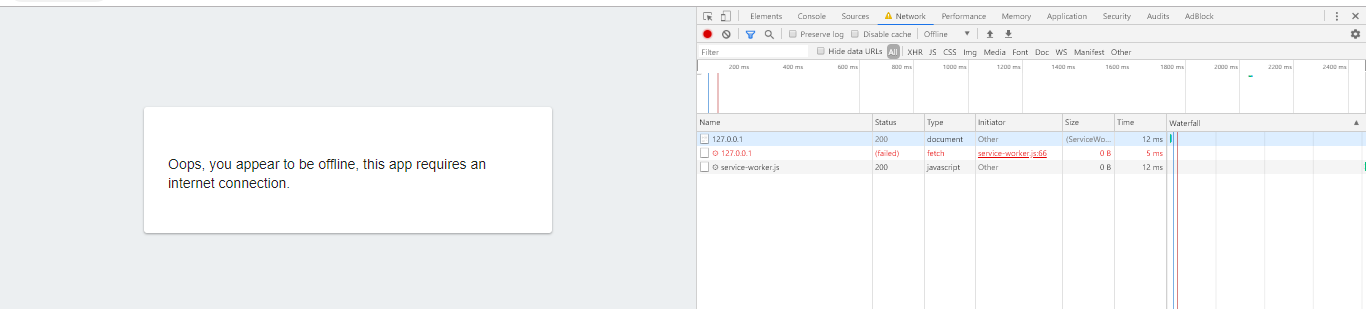 Oops, you appear to be offline, this app requires an
internet connection.
Elements Console Sources Network Performance Memory Application Security Audits AdBlock
Preserve log Disable cache Offline
Filter Hide data URLs All XHR JS CSS Img Media Font Doc WS Manifest Other
200 ms 400 ms 600 ms 800 ms 1000 ms 1200 ms 1400 ms 1600 ms 1800 ms 2000 ms 2200 ms 2400 ms
Name Status Type Initiator Size Time Waterfall
127.0.0.1 200 document Other (ServiceWo... 12 ms
127.0.0.1 (failed) fetch service-worker.js:66 0 B 5 ms
service-worker.js 200 javascript Other 0 B 12 ms